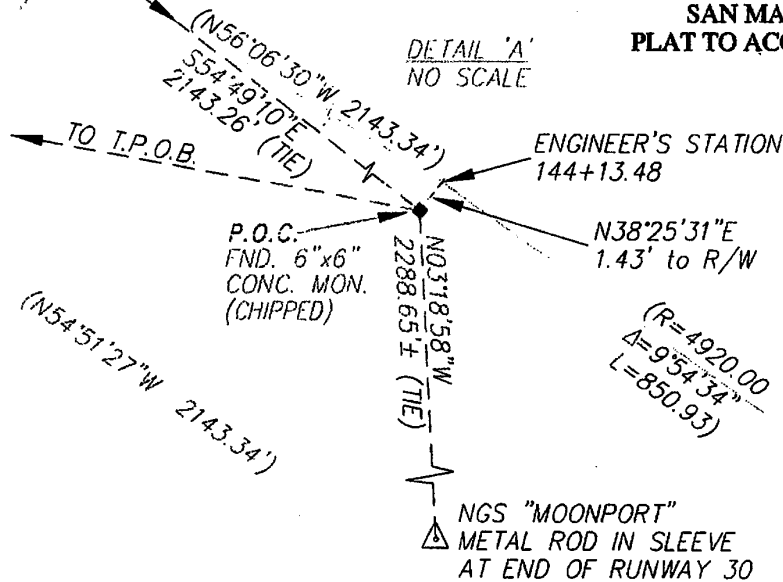 SAN MA
PLAT TO ACC
DETAIL 'A'
NO SCALE
(N56°06'30"W 2143.34')
S54°49'10"E
2143.26' (TIE)
TO T.P.O.B.
ENGINEER'S STATION
144+13.48
P.O.C.
FND. 6"x6"
CONC. MON.
(CHIPPED)
N38°25'31"E
1.43' to R/W
N03°18'58"W
2288.65'± (TIE)
(N54°51'27"W 2143.34')
(R=4920.00
Δ=9°54'34"
L=850.93)
NGS "MOONPORT"
METAL ROD IN SLEEVE
AT END OF RUNWAY 30